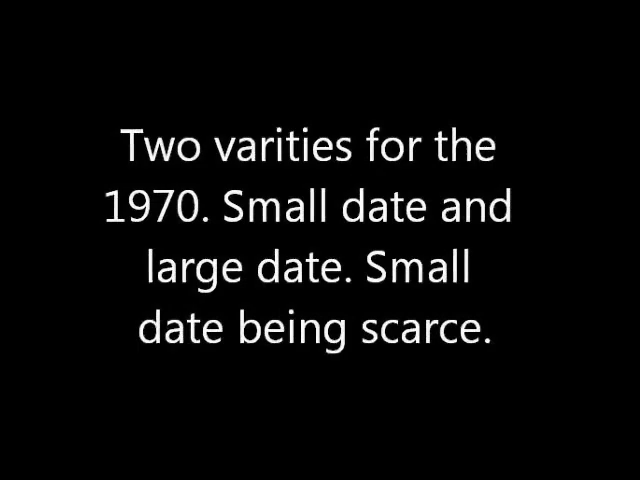 Two varities for the
1970. Small date and
large date. Small
date being scarce.